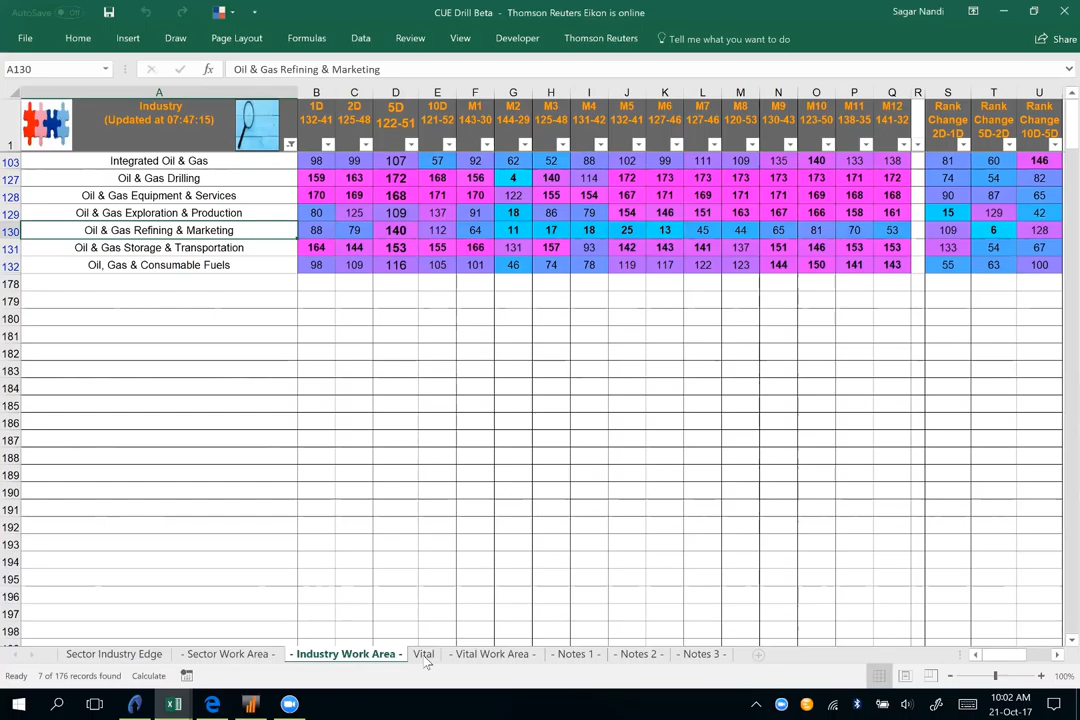 AutoSave Off
CUE Drill Beta - Thomson Reuters Eikon is online
Sagar Nandi
File Home Insert Draw Page Layout Formulas Data Review View Developer Thomson Reuters Tell me what you want to do Share
A130 fx Oil & Gas Refining & Marketing
A B C D E F G H I J K L M N O P Q R S T U
Industry 1D 2D 5D 10D M1 M2 M3 M4 M5 M6 M7 M8 M9 M10 M11 M12 Rank Rank Rank
(Updated at 07:47:15) 132-41 125-48 122-51 121-52 143-30 144-29 125-48 131-42 132-41 127-46 127-46 120-53 130-43 123-50 138-35 141-32 Change Change Change
1 2D-1D 5D-2D 10D-5D
103 Integrated Oil & Gas 98 99 107 57 92 62 52 88 102 99 111 109 135 140 133 138 81 60 146
127 Oil & Gas Drilling 159 163 172 168 156 4 140 114 172 173 173 173 173 173 171 172 74 54 82
128 Oil & Gas Equipment & Services 170 169 168 171 170 122 155 154 167 171 169 168 171 169 168 168 90 87 65
129 Oil & Gas Exploration & Production 80 125 109 137 91 18 86 79 154 146 151 163 167 166 158 161 15 129 42
130 Oil & Gas Refining & Marketing 88 79 140 112 64 11 17 18 25 13 45 44 65 81 70 53 109 6 128
131 Oil & Gas Storage & Transportation 164 144 153 155 166 131 157 93 142 143 141 137 151 146 153 153 133 54 67
132 Oil, Gas & Consumable Fuels 98 109 116 105 101 46 74 78 119 117 122 123 144 150 141 143 55 63 100
178
179
180
181
182
183
184
185
186
187
188
189
190
191
192
193
194
195
196
197
198
Sector Industry Edge - Sector Work Area - - Industry Work Area - Vital - Vital Work Area - - Notes 1 - - Notes 2 - - Notes 3 -
Ready 7 of 176 records found Calculate 100%
10:02 AM
21-Oct-17